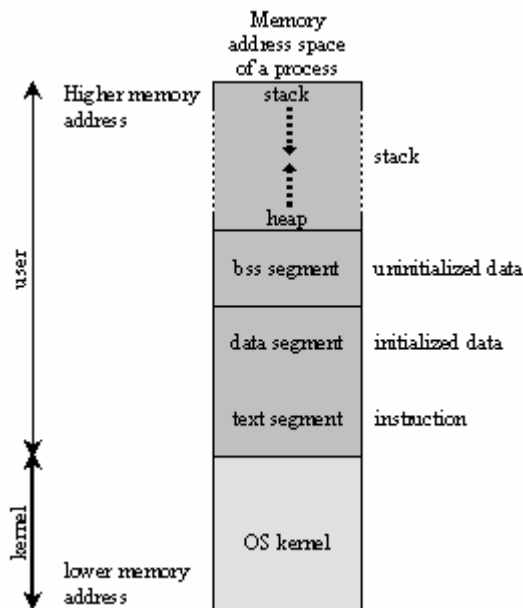 Memory
address space
of a process
Higher memory
address
stack
stack
heap
user
bss segment
uninitialized data
data segment
initialized data
text segment
instruction
kernel
OS kernel
lower memory
address